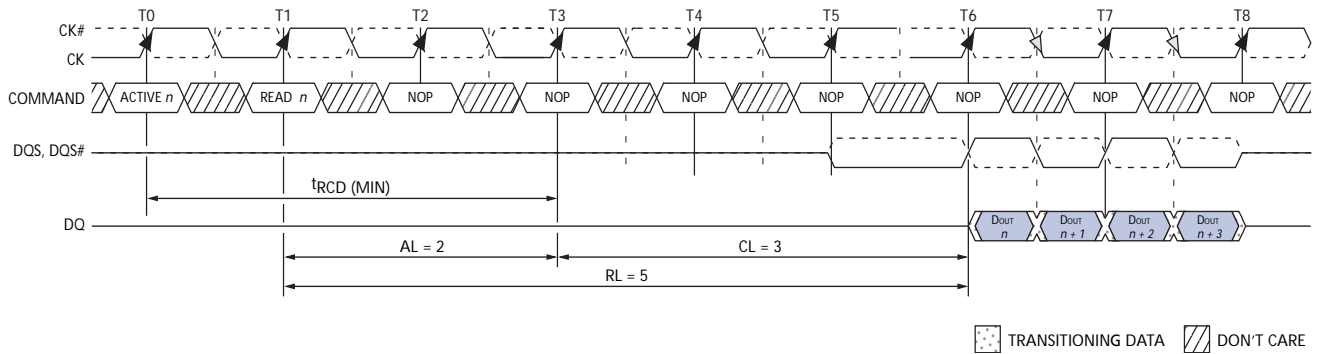 T0 T1 T2 T3 T4 T5 T6 T7 T8
CK#
CK
COMMAND ACTIVE n READ n NOP NOP NOP NOP NOP NOP NOP
DQS, DQS#
tRCD (MIN)
DQ DOUT n DOUT n + 1 DOUT n + 2 DOUT n + 3
AL = 2 CL = 3
RL = 5
TRANSITIONING DATA DON'T CARE